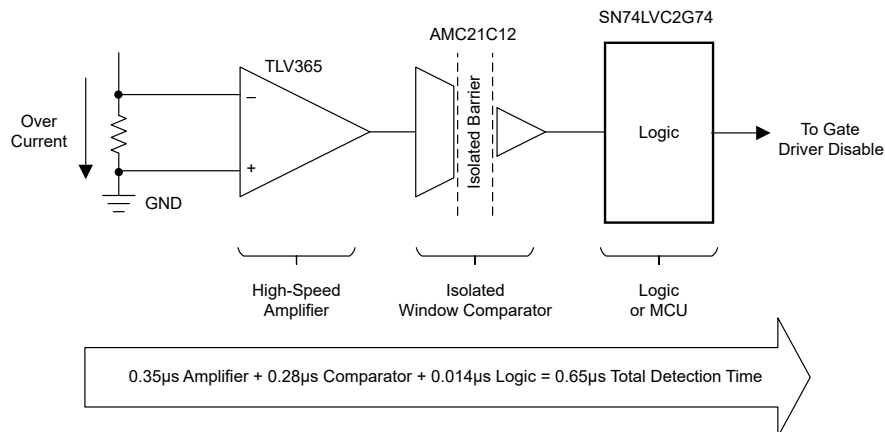 SN74LVC2G74
AMC21C12
TLV365
Over
Current
−
+
GND
Isolated Barrier
Logic
To Gate
Driver Disable
High-Speed
Amplifier
Isolated
Window Comparator
Logic
or MCU
0.35µs Amplifier + 0.28µs Comparator + 0.014µs Logic = 0.65µs Total Detection Time